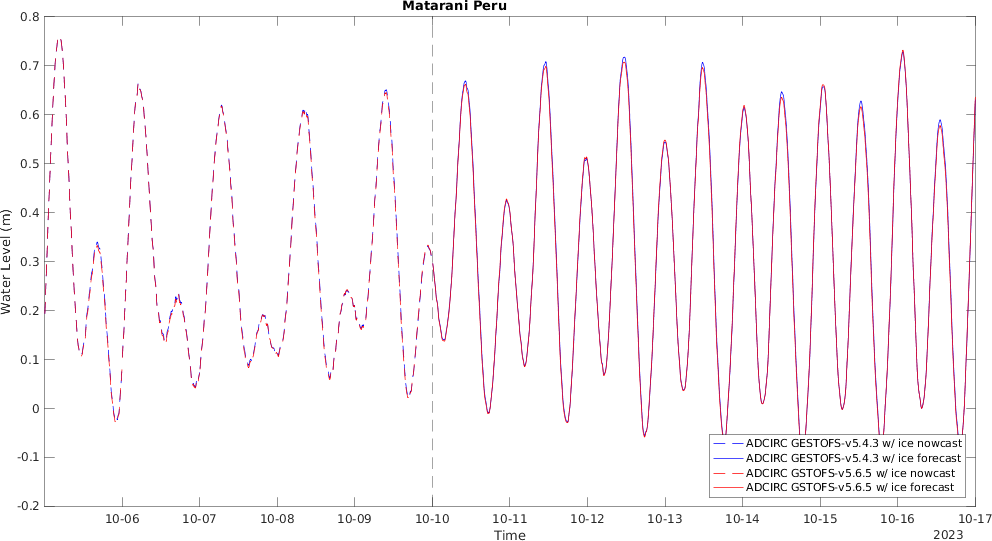 Matarani Peru
0.8
0.7
0.6
0.5
0.4
0.3
0.2
0.1
0
-0.1
-0.2
Water Level (m)
ADCIRC GESTOFS-v5.4.3 w/ ice nowcast
ADCIRC GESTOFS-v5.4.3 w/ ice forecast
ADCIRC GSTOFS-v5.6.5 w/ ice nowcast
ADCIRC GSTOFS-v5.6.5 w/ ice forecast
10-06 10-07 10-08 10-09 10-10 10-11 10-12 10-13 10-14 10-15 10-16 10-17
Time
2023